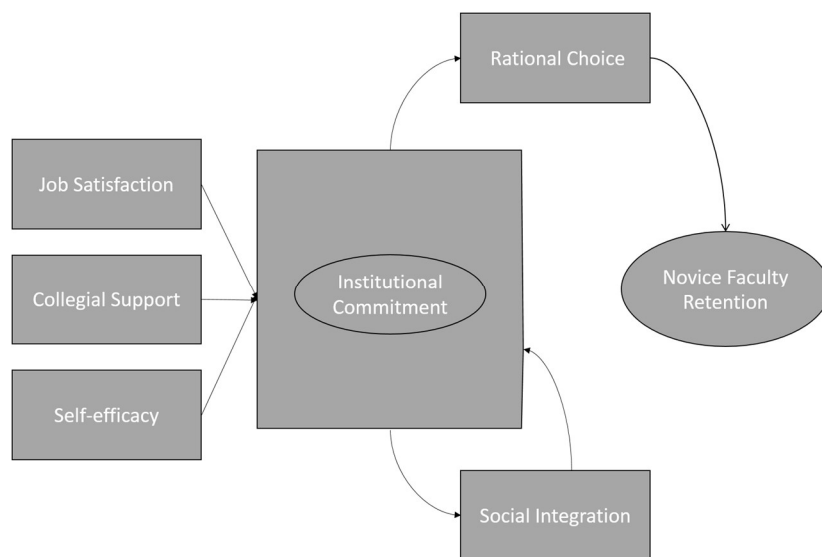 Rational Choice
Job Satisfaction
Collegial Support
Self-efficacy
Institutional
Commitment
Novice Faculty
Retention
Social Integration